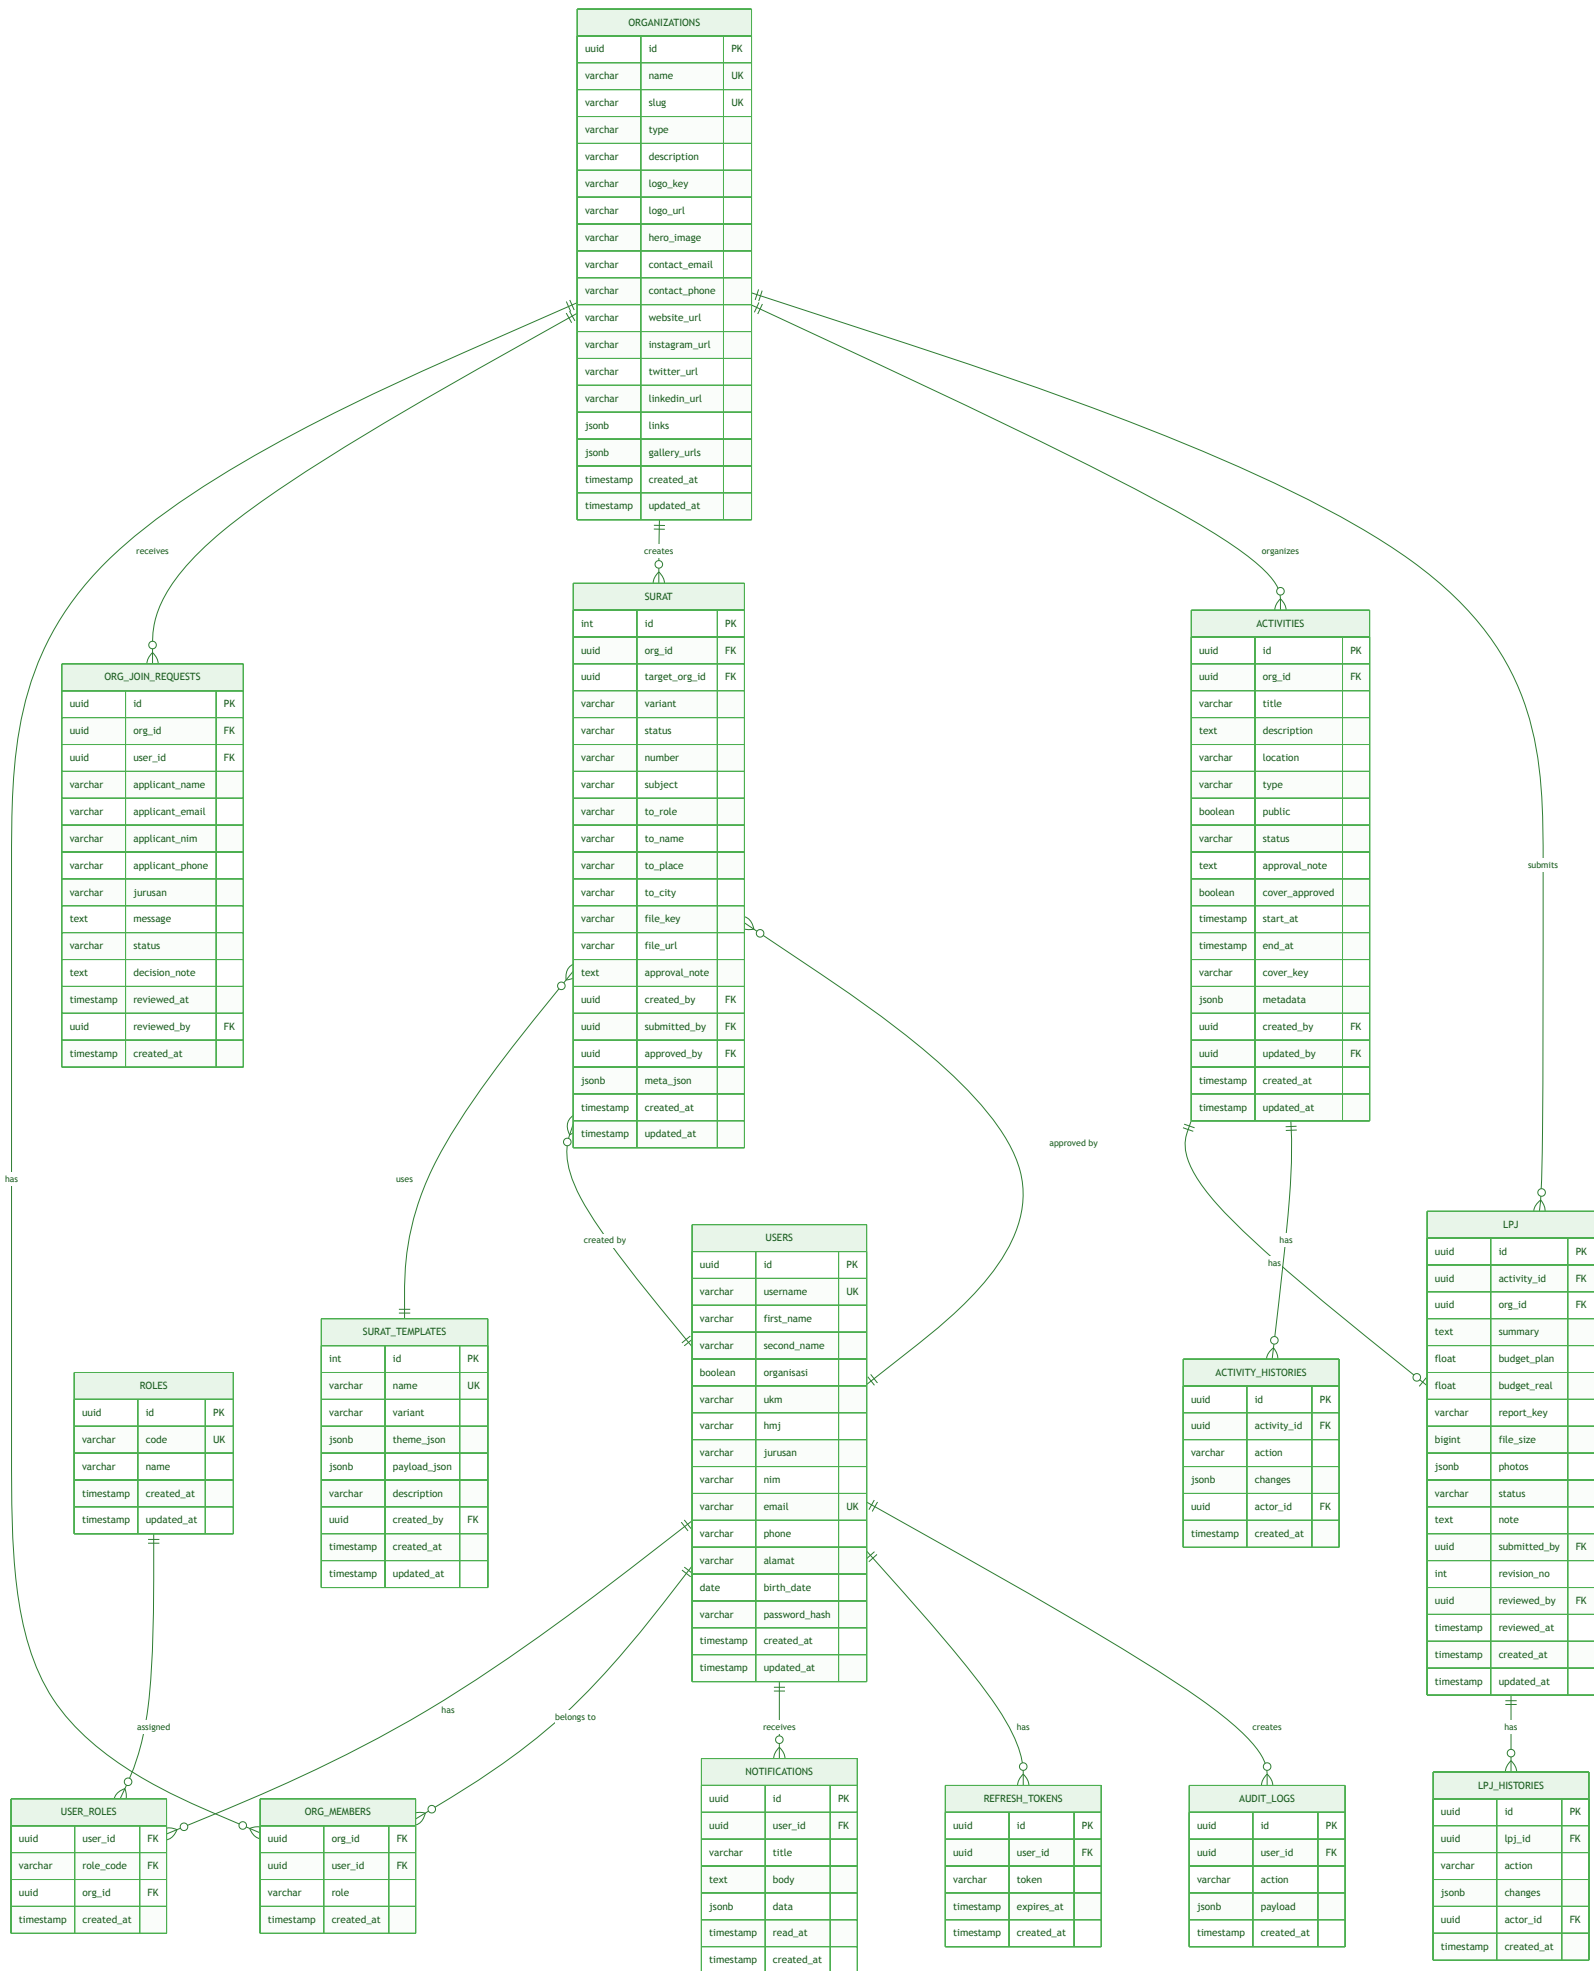 ORGANIZATIONS
uuid id PK
varchar name UK
varchar slug UK
varchar type
varchar description
varchar logo_key
varchar logo_url
varchar hero_image
varchar contact_email
varchar contact_phone
varchar website_url
varchar instagram_url
varchar twitter_url
varchar linkedin_url
jsonb links
jsonb gallery_urls
timestamp created_at
timestamp updated_at
receives
creates
organizes
submits
has
ORG_JOIN_REQUESTS
uuid id PK
uuid org_id FK
uuid user_id FK
varchar applicant_name
varchar applicant_email
varchar applicant_nim
varchar applicant_phone
varchar jurusan
text message
varchar status
text decision_note
timestamp reviewed_at
uuid reviewed_by FK
timestamp created_at
SURAT
int id PK
uuid org_id FK
uuid target_org_id FK
varchar variant
varchar status
varchar number
varchar subject
varchar to_role
varchar to_name
varchar to_place
varchar to_city
varchar file_key
varchar file_url
text approval_note
uuid created_by FK
uuid submitted_by FK
uuid approved_by FK
jsonb meta_json
timestamp created_at
timestamp updated_at
ACTIVITIES
uuid id PK
uuid org_id FK
varchar title
text description
varchar location
varchar type
boolean public
varchar status
text approval_note
boolean cover_approved
timestamp start_at
timestamp end_at
varchar cover_key
jsonb metadata
uuid created_by FK
uuid updated_by FK
timestamp created_at
timestamp updated_at
uses
created by
approved by
has
has
SURAT_TEMPLATES
int id PK
varchar name UK
varchar variant
jsonb theme_json
jsonb payload_json
varchar description
uuid created_by FK
timestamp created_at
timestamp updated_at
USERS
uuid id PK
varchar username UK
varchar first_name
varchar second_name
boolean organisasi
varchar ukm
varchar hmj
varchar jurusan
varchar nim
varchar email UK
varchar phone
varchar alamat
date birth_date
varchar password_hash
timestamp created_at
timestamp updated_at
LPJ
uuid id PK
uuid activity_id FK
uuid org_id FK
text summary
float budget_plan
float budget_real
varchar report_key
bigint file_size
jsonb photos
varchar status
text note
uuid submitted_by FK
int revision_no
uuid reviewed_by FK
timestamp reviewed_at
timestamp created_at
timestamp updated_at
ROLES
uuid id PK
varchar code UK
varchar name
timestamp created_at
timestamp updated_at
ACTIVITY_HISTORIES
uuid id PK
uuid activity_id FK
varchar action
jsonb changes
uuid actor_id FK
timestamp created_at
assigned
has
belongs to
receives
has
creates
has
USER_ROLES
uuid user_id FK
varchar role_code FK
uuid org_id FK
timestamp created_at
ORG_MEMBERS
uuid org_id FK
uuid user_id FK
varchar role
timestamp created_at
NOTIFICATIONS
uuid id PK
uuid user_id FK
varchar title
text body
jsonb data
timestamp read_at
timestamp created_at
REFRESH_TOKENS
uuid id PK
uuid user_id FK
varchar token
timestamp expires_at
timestamp created_at
AUDIT_LOGS
uuid id PK
uuid user_id FK
varchar action
jsonb payload
timestamp created_at
LPJ_HISTORIES
uuid id PK
uuid lpj_id FK
varchar action
jsonb changes
uuid actor_id FK
timestamp created_at